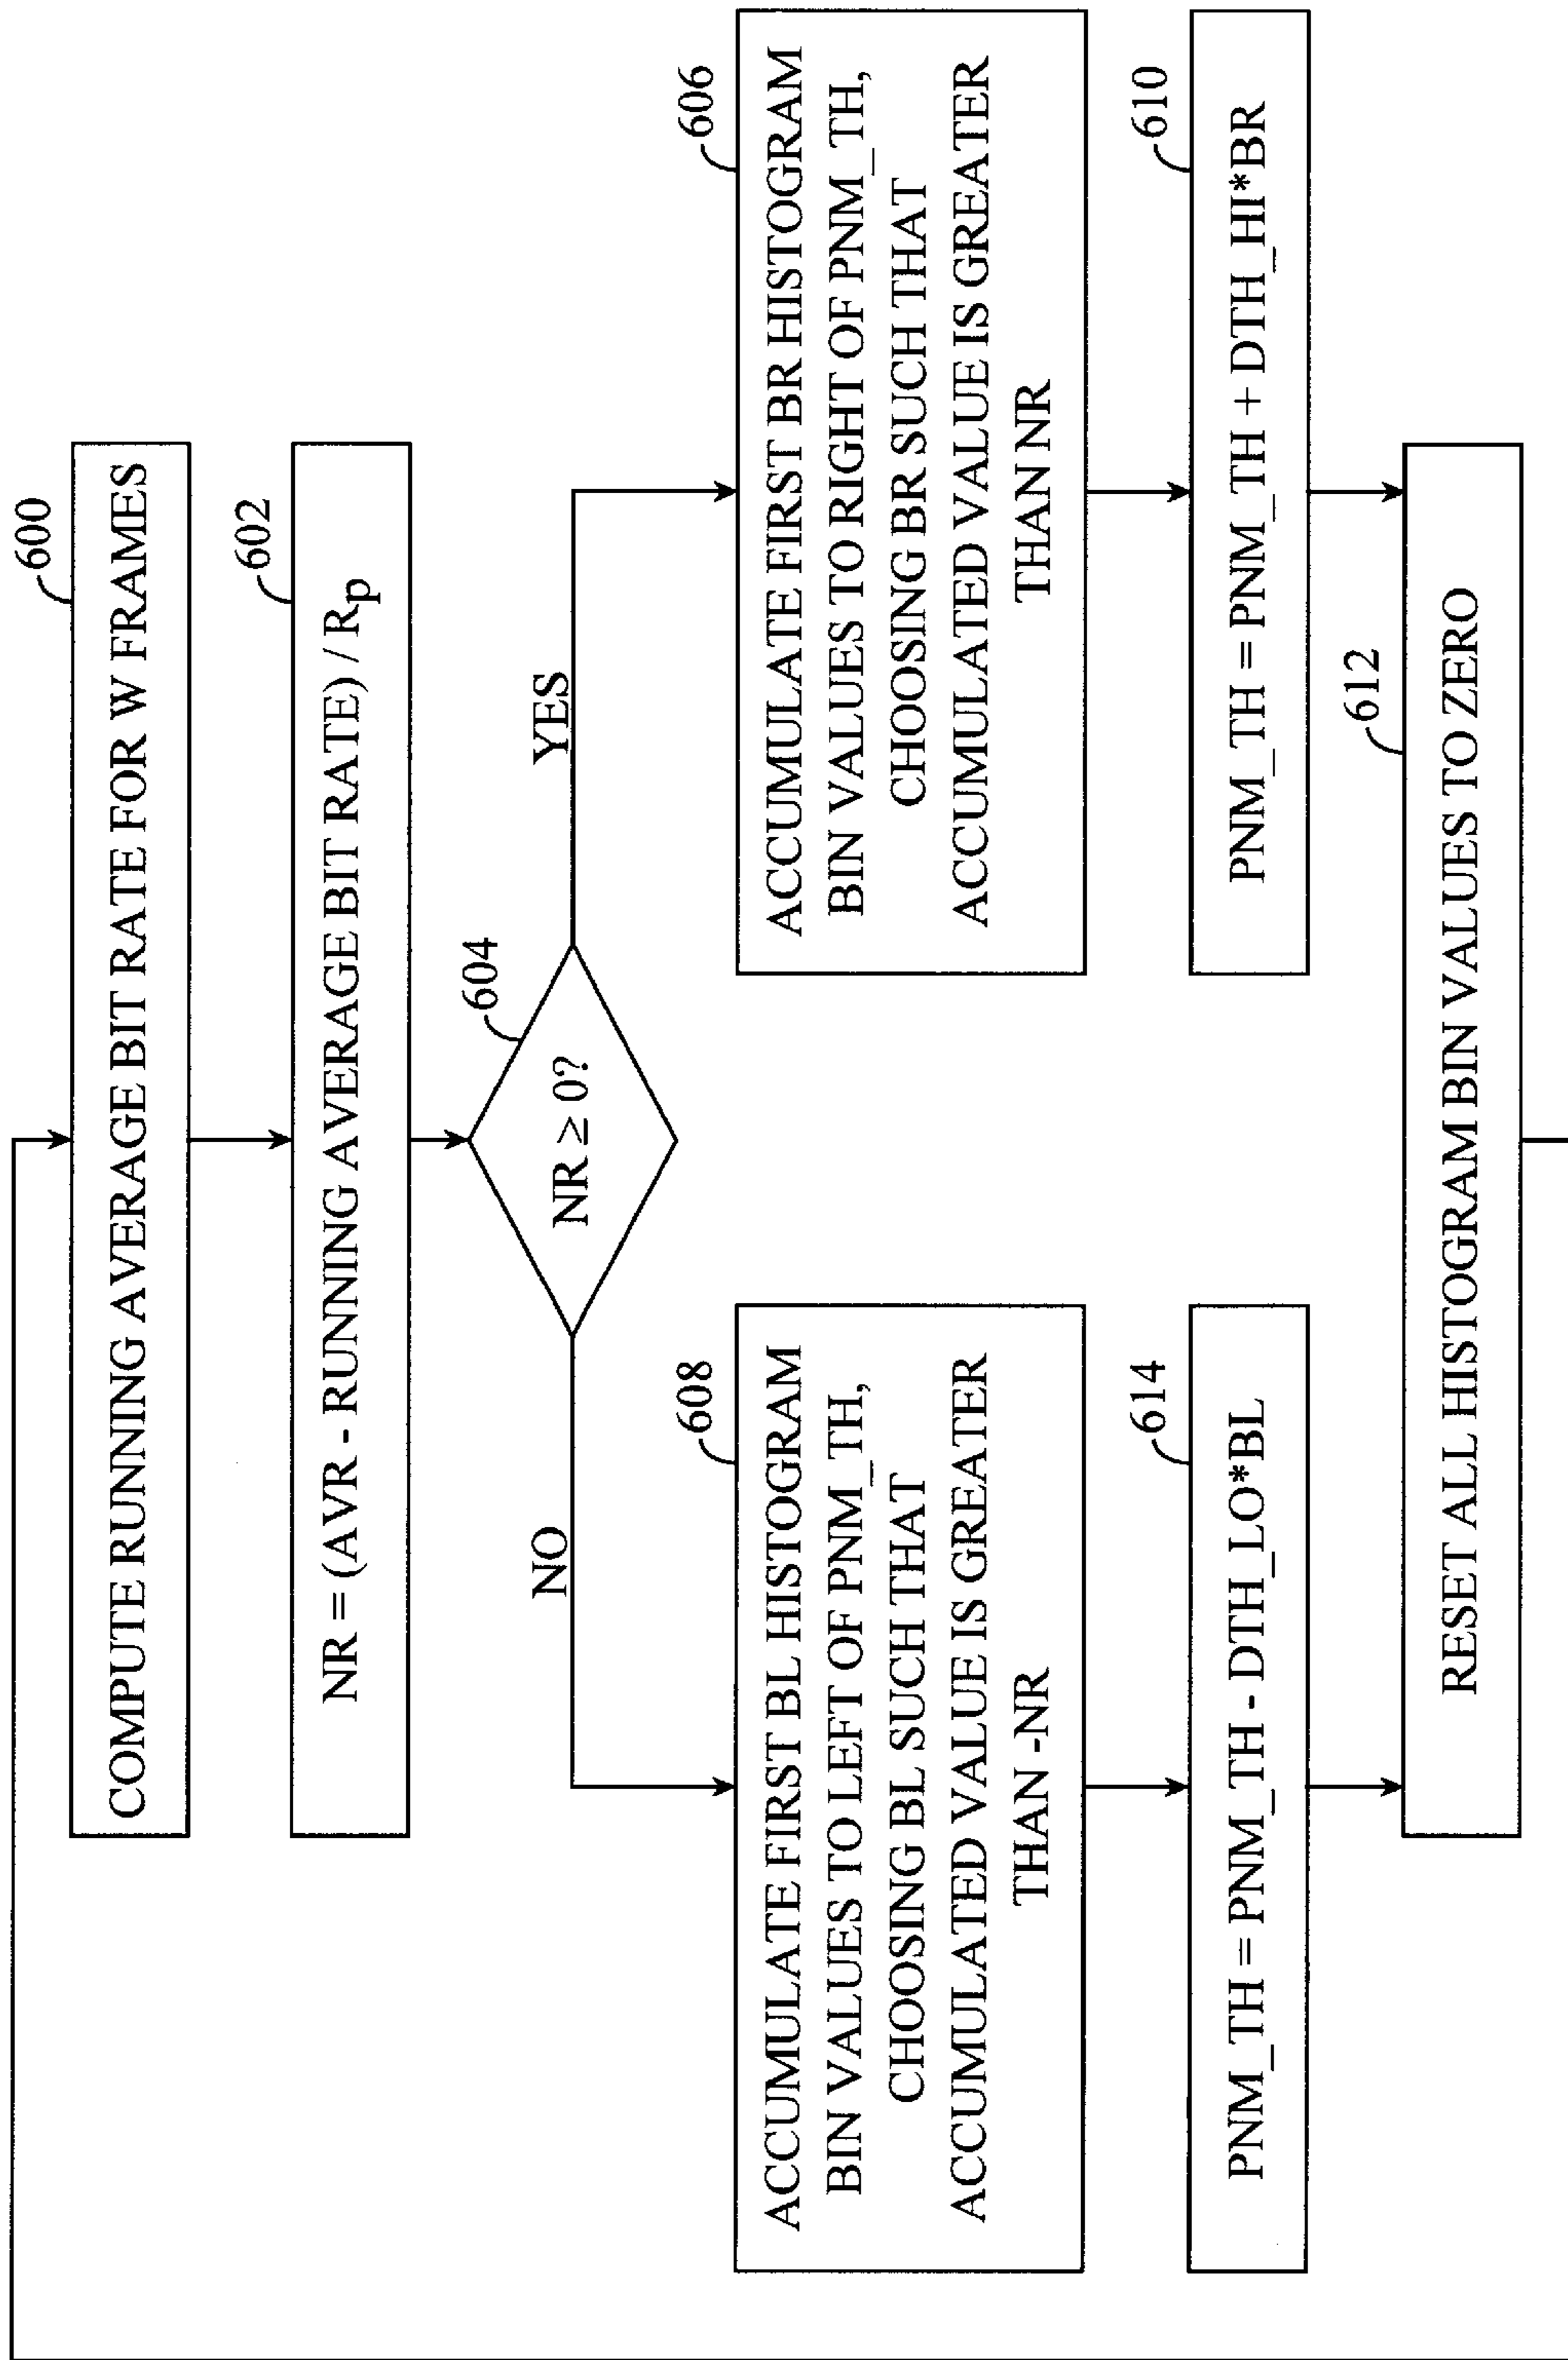 600
COMPUTE RUNNING AVERAGE BIT RATE FOR W FRAMES
602
NR = (AVR - RUNNING AVERAGE BIT RATE) / Rp
604
NR ≥ 0?
NO
YES
608
ACCUMULATE FIRST BL HISTOGRAM
BIN VALUES TO LEFT OF PNM_TH,
CHOOSING BL SUCH THAT
ACCUMULATED VALUE IS GREATER
THAN -NR
606
ACCUMULATE FIRST BR HISTOGRAM
BIN VALUES TO RIGHT OF PNM_TH,
CHOOSING BR SUCH THAT
ACCUMULATED VALUE IS GREATER
THAN NR
614
PNM_TH = PNM_TH - DTH_LO*BL
610
PNM_TH = PNM_TH + DTH_HI*BR
612
RESET ALL HISTOGRAM BIN VALUES TO ZERO